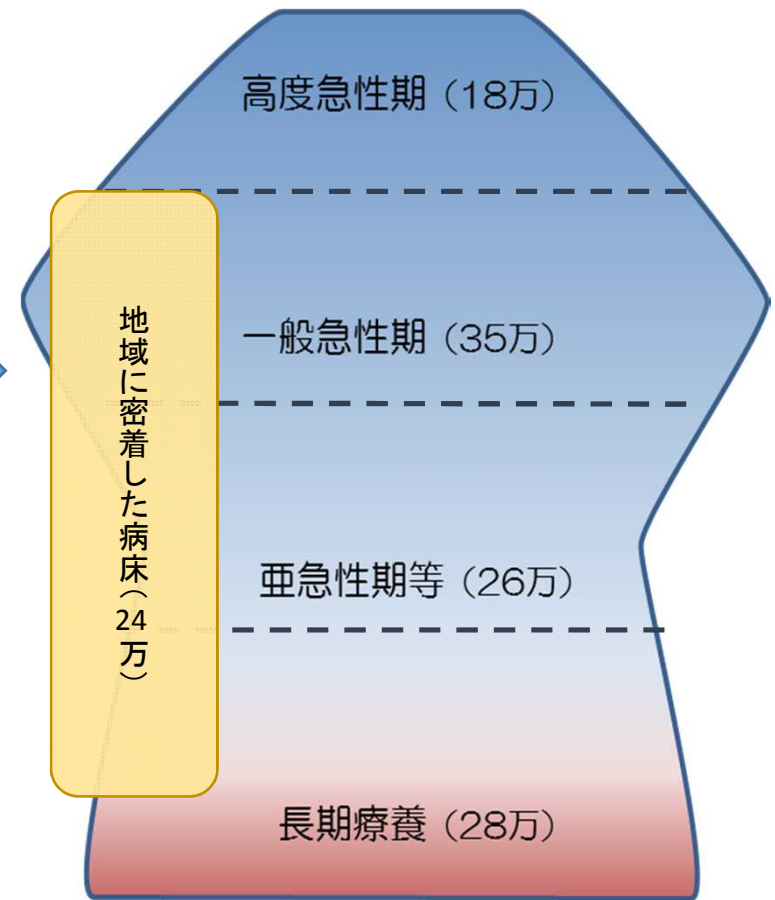 高度急性期（18万）
一般急性期（35万）
亜急性期等（26万）
長期療養（28万）
地域に密着した病床（24万）